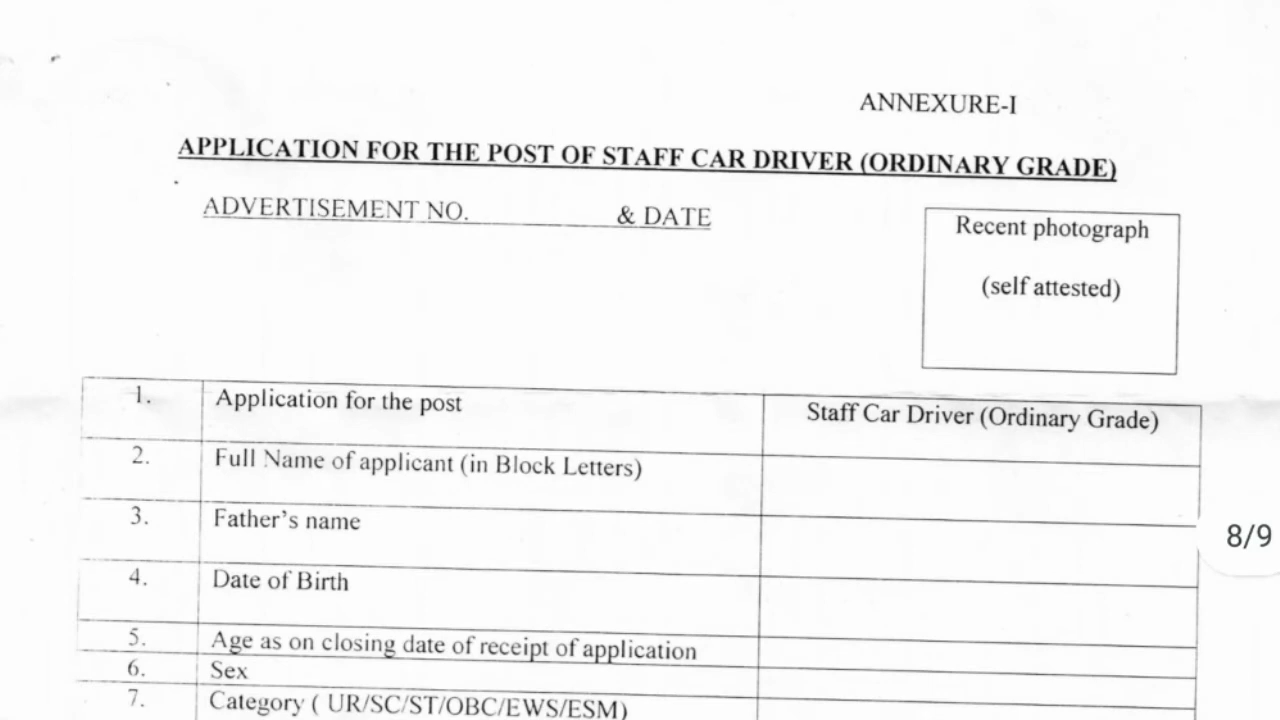 ANNEXURE-I
APPLICATION FOR THE POST OF STAFF CAR DRIVER (ORDINARY GRADE)
ADVERTISEMENT NO. & DATE
Recent photograph
(self attested)
1. Application for the post Staff Car Driver (Ordinary Grade)
2. Full Name of applicant (in Block Letters)
3. Father's name
4. Date of Birth
5. Age as on closing date of receipt of application
6. Sex
7. Category ( UR/SC/ST/OBC/EWS/ESM)
8/9